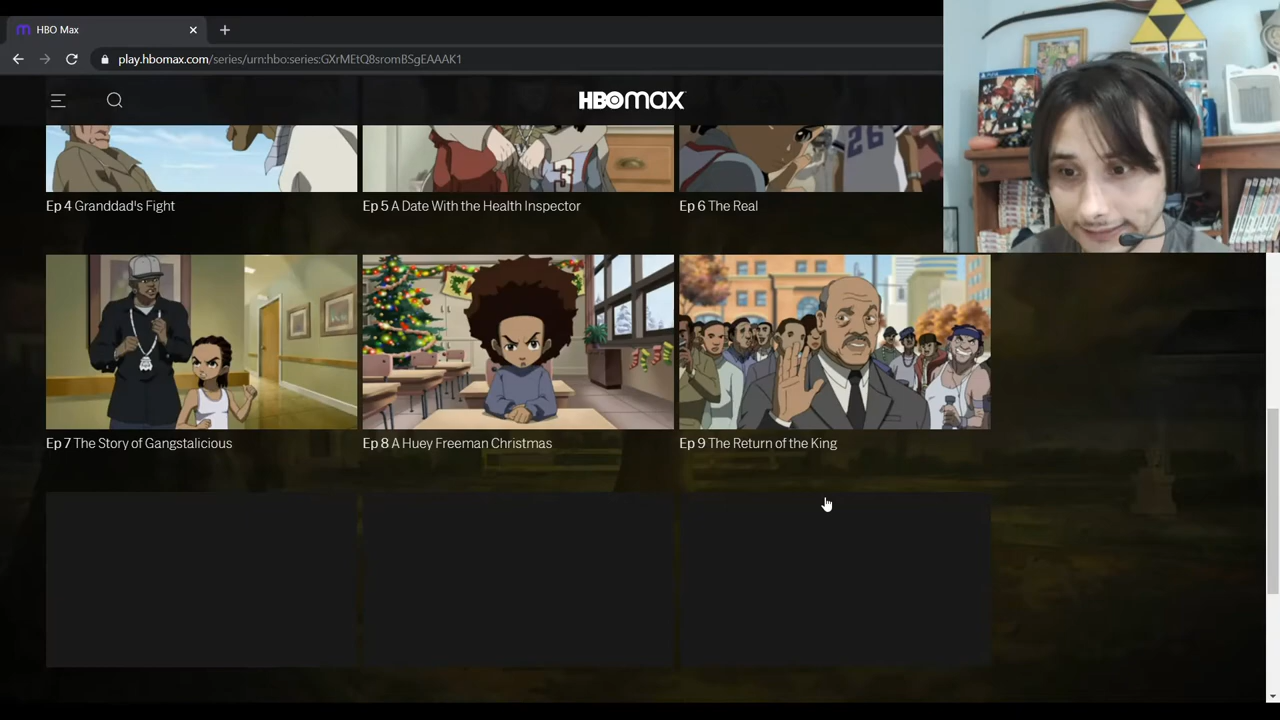 HBO Max
play.hbomax.com/series/urn:hbo:series:GXrMEtQ8sromBSgEAAAK1
HBOMAX
Ep 4 Granddad's Fight
Ep 5 A Date With the Health Inspector
Ep 6 The Real
Ep 7 The Story of Gangstalicious
Ep 8 A Huey Freeman Christmas
Ep 9 The Return of the King
3
26